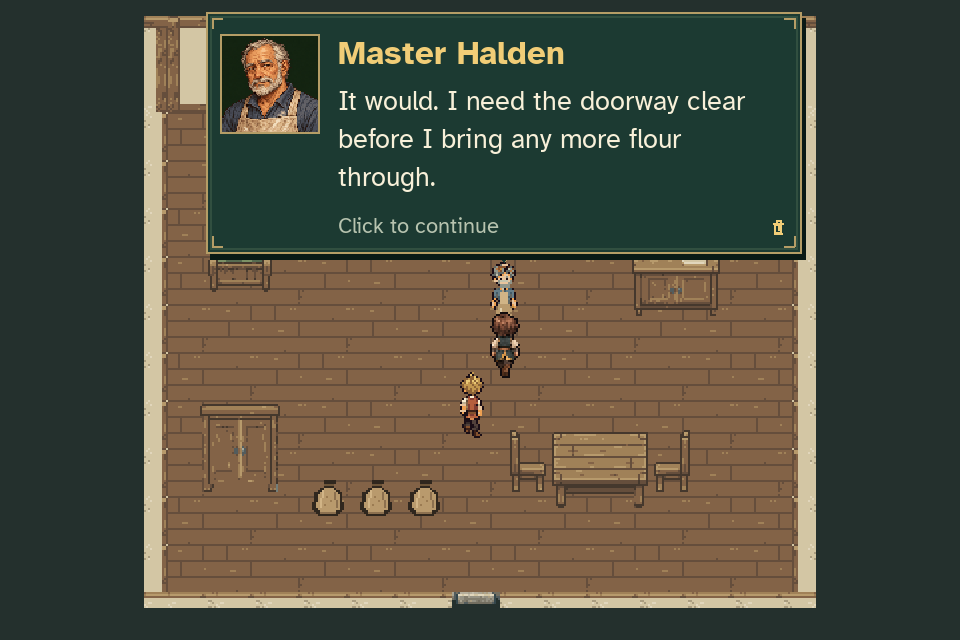 Master Halden
It would. I need the doorway clear
before I bring any more flour
through.
Click to continue